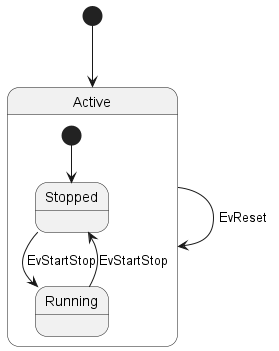 Active
Stopped
EvReset
EvStartStop
EvStartStop
Running